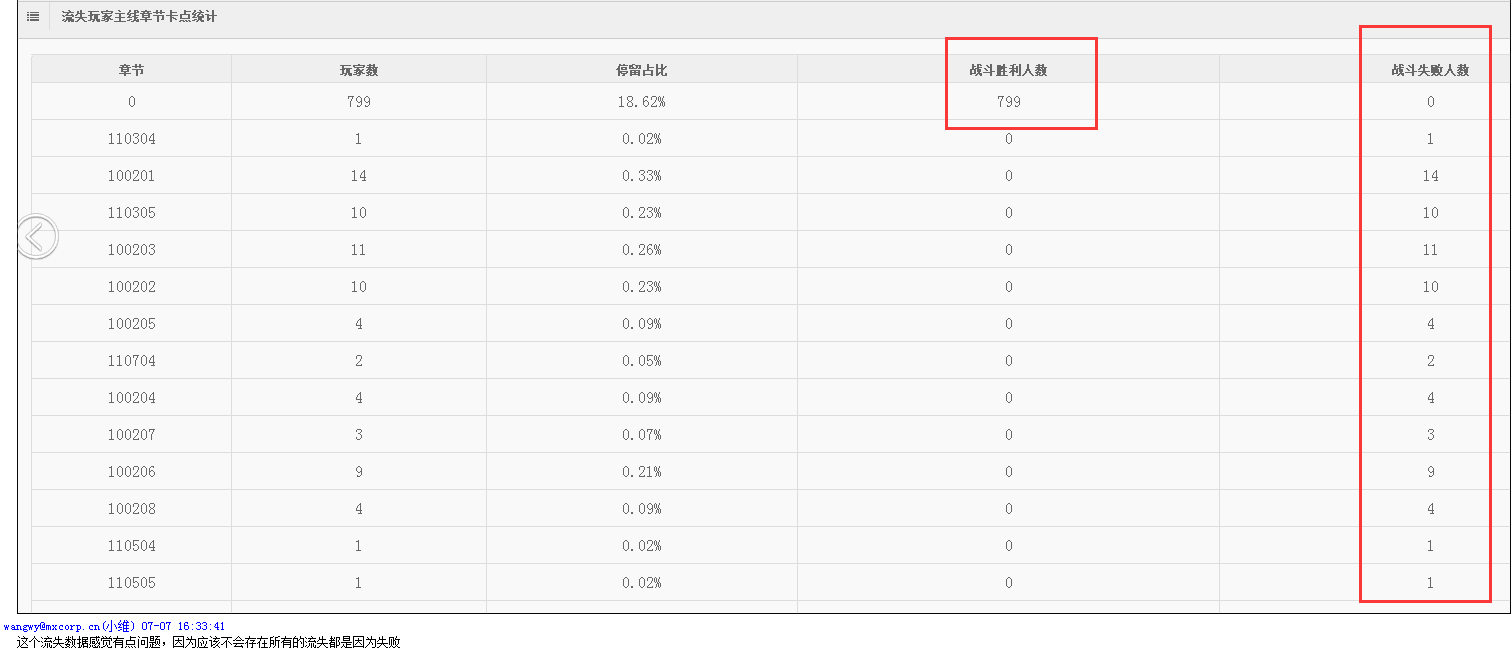 流失玩家主线章节卡点统计
章节 玩家数 停留占比 战斗胜利人数 战斗失败人数
0 799 18.62% 799 0
110304 1 0.02% 0 1
100201 14 0.33% 0 14
110305 10 0.23% 0 10
100203 11 0.26% 0 11
100202 10 0.23% 0 10
100205 4 0.09% 0 4
110704 2 0.05% 0 2
100204 4 0.09% 0 4
100207 3 0.07% 0 3
100206 9 0.21% 0 9
100208 4 0.09% 0 4
110504 1 0.02% 0 1
110505 1 0.02% 0 1
wangwy@mxcorp.cn(小维) 07-07 16:33:41
这个流失数据感觉有点问题，因为应该不会存在所有的流失都是因为失败